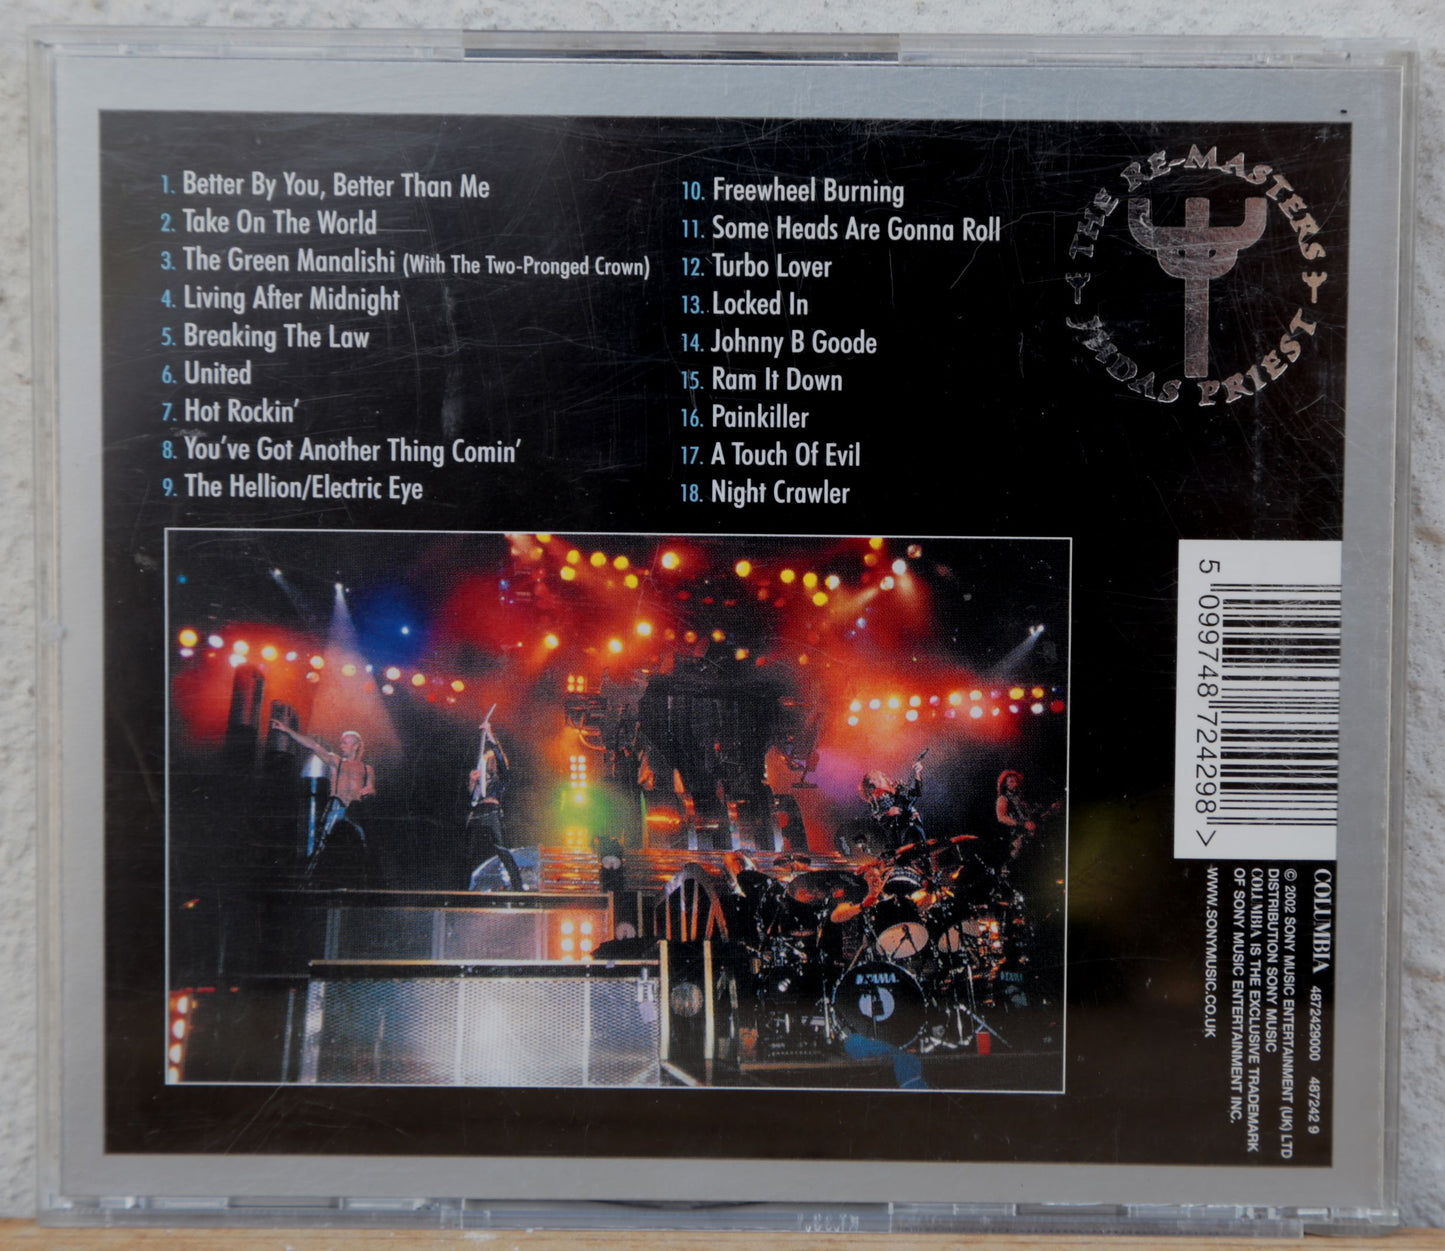 1. Better By You, Better Than Me
2. Take On The World
3. The Green Manalishi (With The Two-Pronged Crown)
4. Living After Midnight
5. Breaking The Law
6. United
7. Hot Rockin'
8. You've Got Another Thing Comin'
9. The Hellion/Electric Eye
10. Freewheel Burning
11. Some Heads Are Gonna Roll
12. Turbo Lover
13. Locked In
14. Johnny B Goode
15. Ram It Down
16. Painkiller
17. A Touch Of Evil
18. Night Crawler
THE RE-MASTERS
JUDAS PRIEST
5 099748 724298 >
COLUMBIA 4872429000 487242 9
© 2002 SONY MUSIC ENTERTAINMENT (UK) LTD
DISTRIBUTION SONY MUSIC
COLUMBIA IS THE EXCLUSIVE TRADEMARK
OF SONY MUSIC ENTERTAINMENT INC.
WWW.SONYMUSIC.CO.UK
TAMA